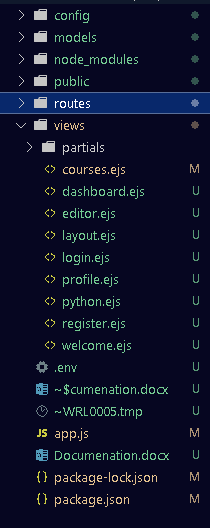 config
models
node_modules
public
routes
views
partials
courses.ejs M
dashboard.ejs U
editor.ejs U
layout.ejs U
login.ejs U
profile.ejs U
python.ejs U
register.ejs U
welcome.ejs U
.env U
~$cumenation.docx U
~WRL0005.tmp U
JS app.js M
Documenation.docx U
package-lock.json M
package.json M